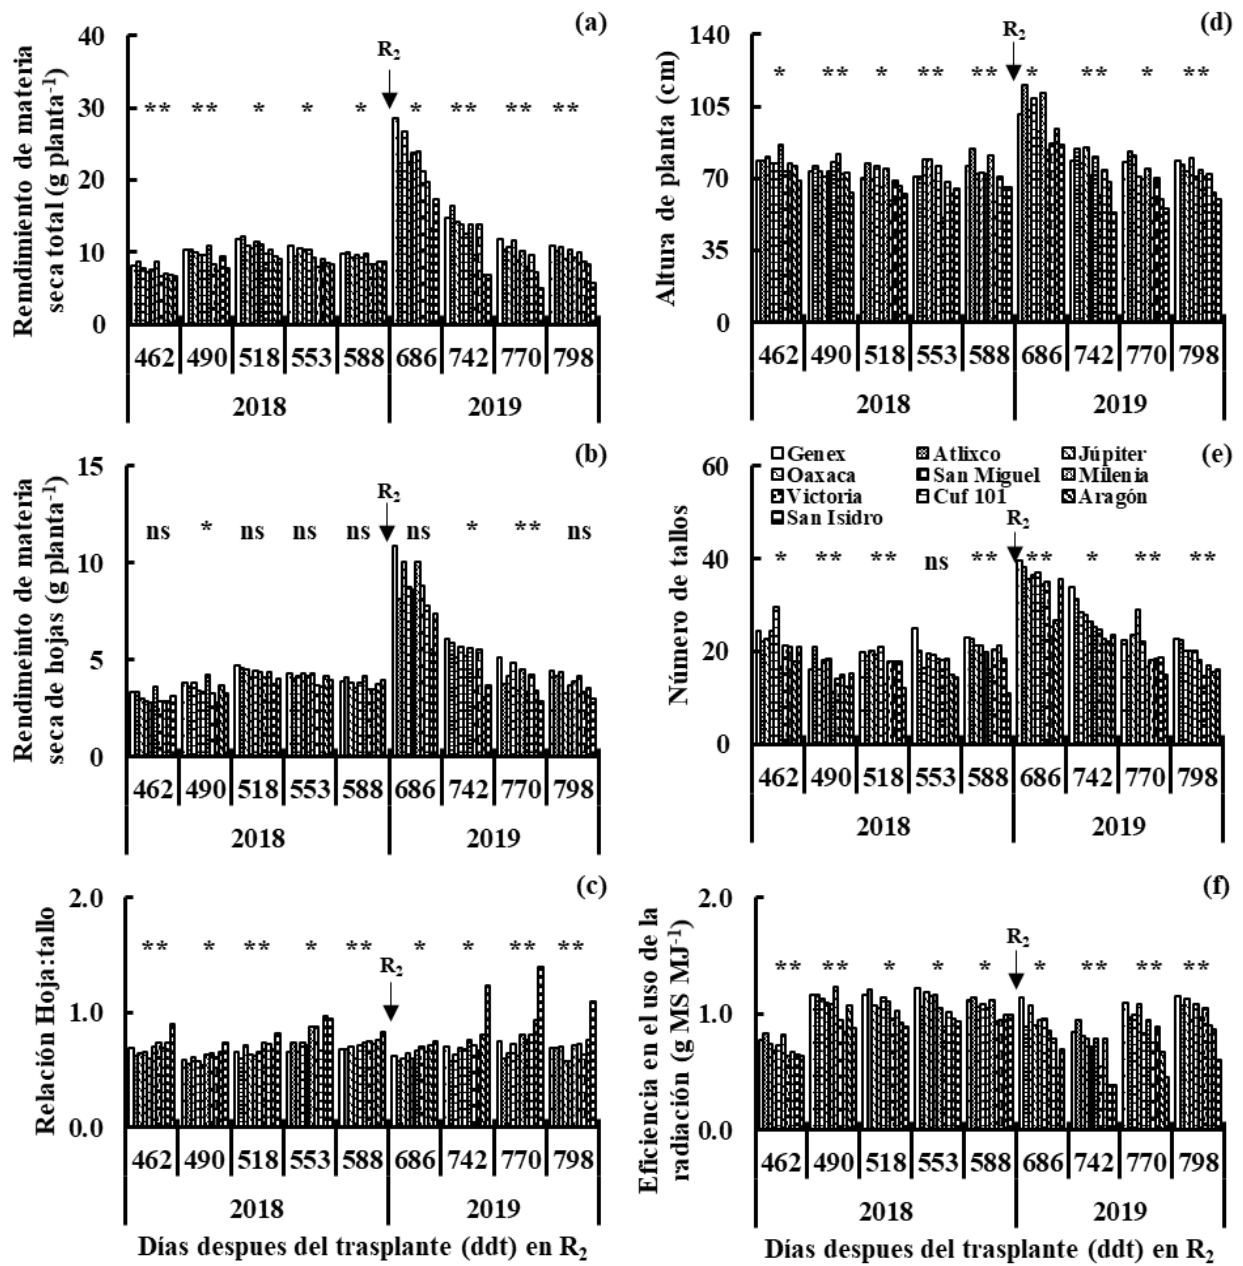 (a)
Rendimiento de materia
seca total (g planta-1)
40
30
20
10
0
R2
** ** * * * * ** ** **
462 490 518 553 588 686 742 770 798
2018 2019
(d)
Altura de planta (cm)
140
105
70
35
0
R2
* ** * ** ** * ** * **
462 490 518 553 588 686 742 770 798
2018 2019
(b)
Rendimeinto de materia
seca de hojas (g planta-1)
15
10
5
0
R2
ns * ns ns ns ns * ** ns
462 490 518 553 588 686 742 770 798
2018 2019
(e)
Genex Atlixco Júpiter
Oaxaca San Miguel Milenia
Victoria Cuf 101 Aragón
San Isidro
Número de tallos
60
40
20
0
R2
* ** ** ns ** ** * ** **
462 490 518 553 588 686 742 770 798
2018 2019
(c)
Relación Hoja:tallo
2.0
1.0
0.0
R2
** * ** * ** * * ** **
462 490 518 553 588 686 742 770 798
2018 2019
Días despues del trasplante (ddt) en R2
(f)
Eficiencia en el uso de la
radiación (g MS MJ-1)
2.0
1.0
0.0
R2
** ** * * * * ** ** **
462 490 518 553 588 686 742 770 798
2018 2019
Días despues del trasplante (ddt) en R2